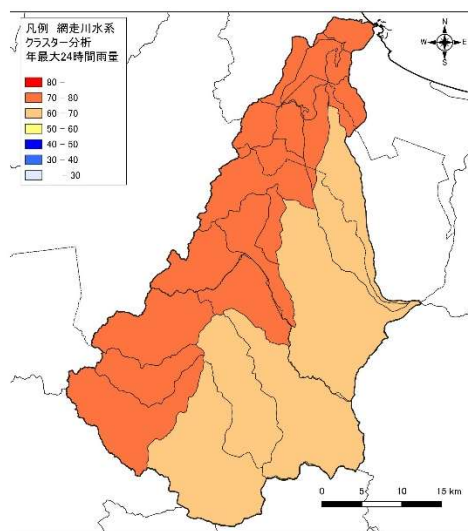 凡例 網走川水系
クラスター分析
年最大24時間雨量
80 -
70 - 80
60 - 70
50 - 60
40 - 50
30 - 40
- 30
N
W E
S
0 5 10 15 km